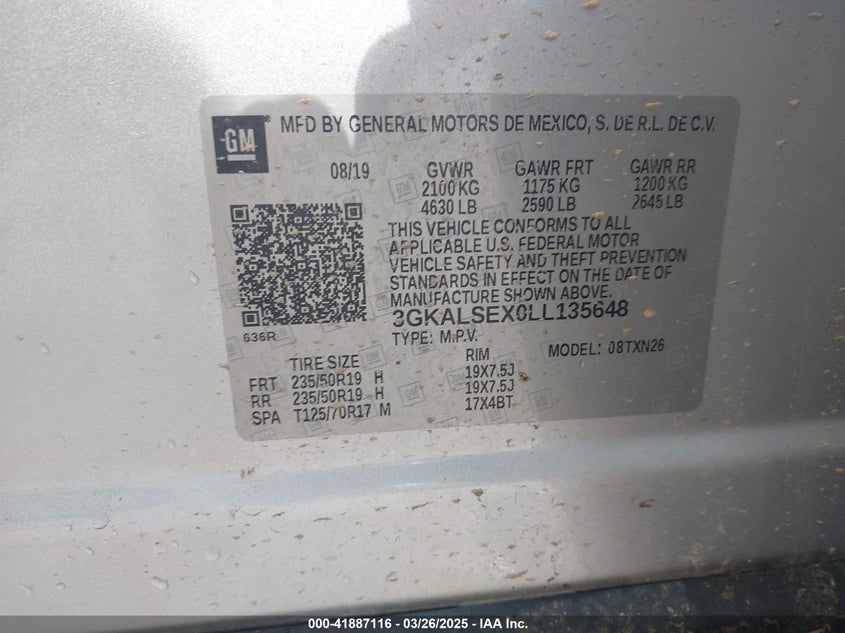 GM
MFD BY GENERAL MOTORS DE MEXICO, S. DE R.L. DE C.V.
08/19 GVWR GAWR FRT GAWR RR
2100 KG 1175 KG 1200 KG
4630 LB 2590 LB 2645 LB
THIS VEHICLE CONFORMS TO ALL
APPLICABLE U.S. FEDERAL MOTOR
VEHICLE SAFETY AND THEFT PREVENTION
STANDARDS IN EFFECT ON THE DATE OF
MANUFACTURE SHOWN ABOVE.
3GKALSEX0LL135648
636R
TYPE: M.P.V. MODEL: 08TXN26
TIRE SIZE RIM
FRT 235/50R19 H 19X7.5J
RR 235/50R19 H 19X7.5J
SPA T125/70R17 M 17X4BT
000-41887116 — 03/26/2025 — IAA Inc.